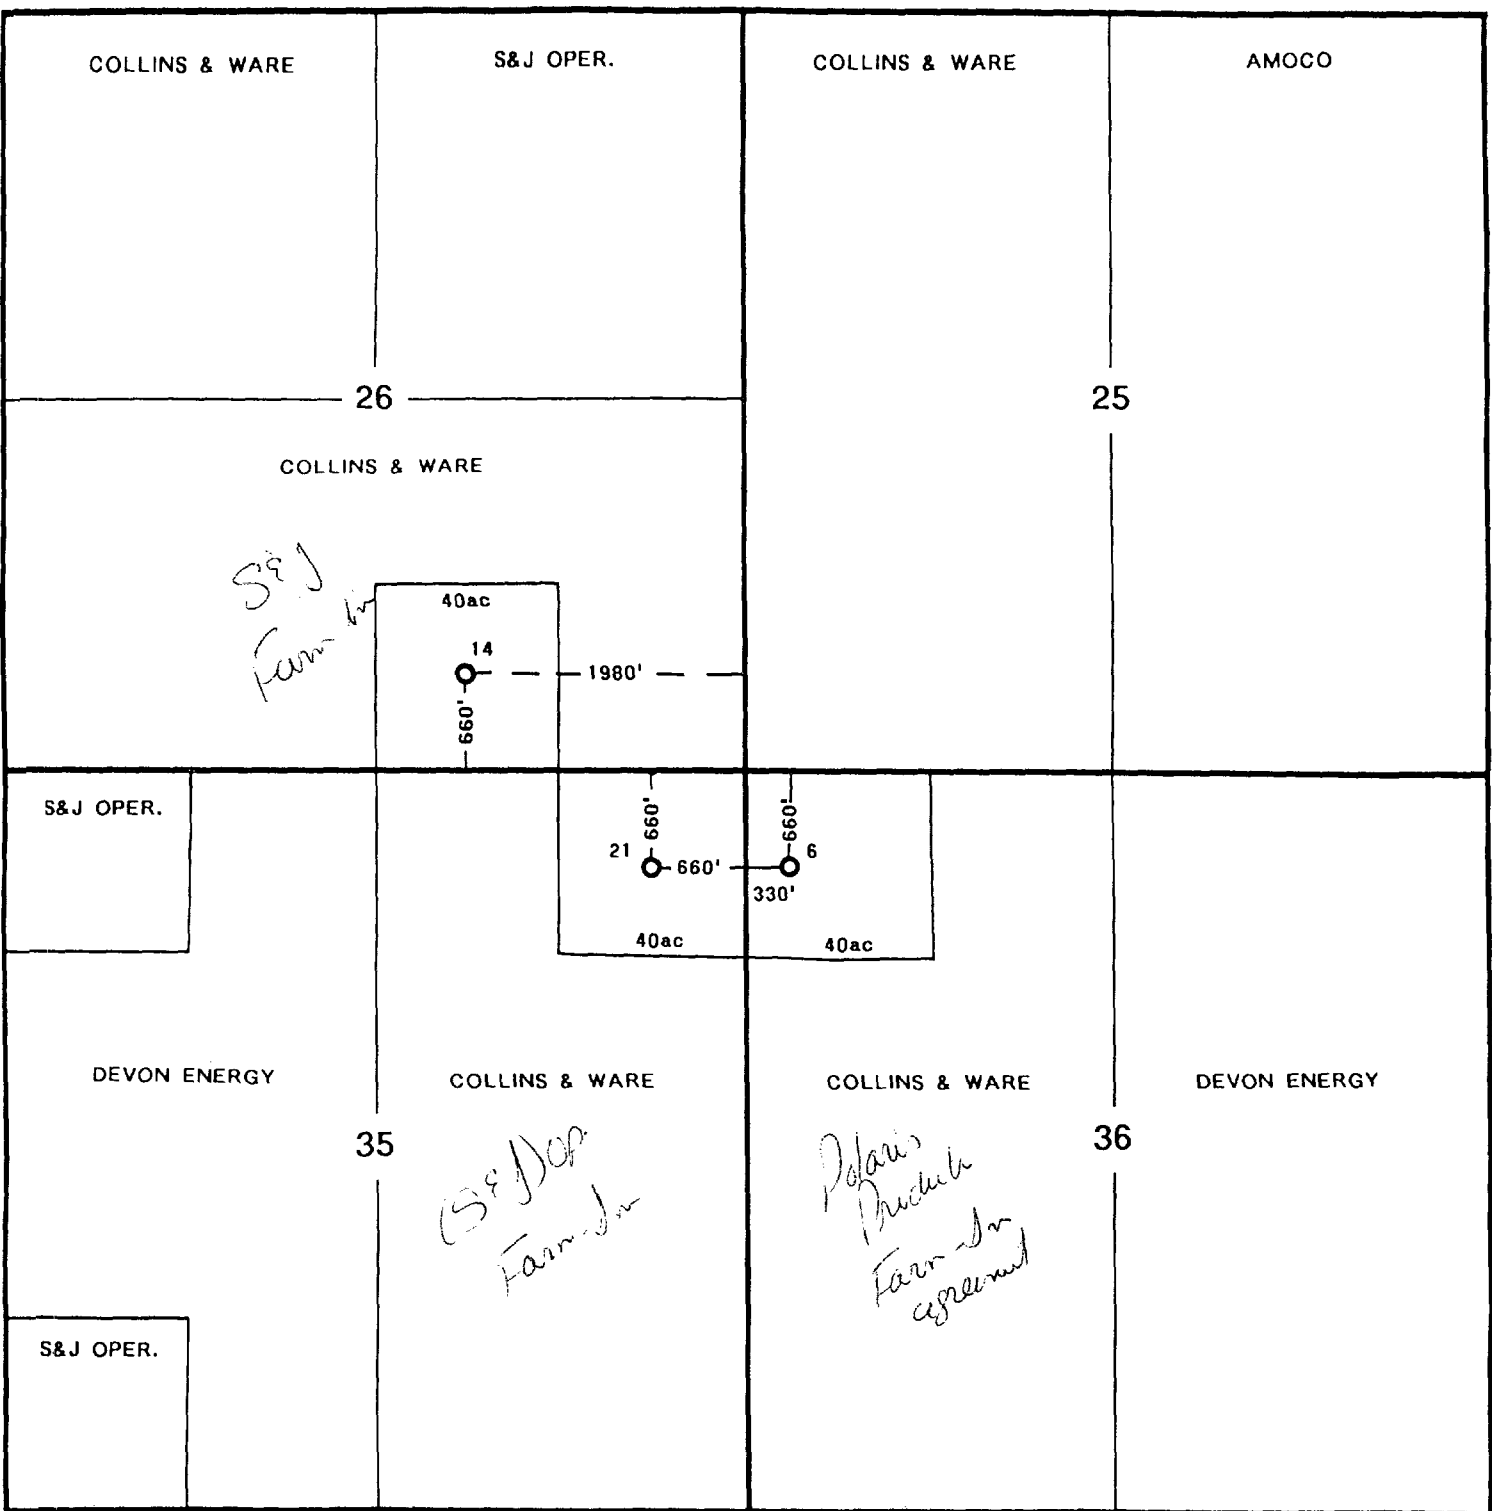 COLLINS & WARE
S&J OPER.
COLLINS & WARE
AMOCO
26
25
COLLINS & WARE
S&J
Farm In
40ac
14
1980'
660'
S&J OPER.
660'
660'
21
6
660'
330'
40ac
40ac
DEVON ENERGY
COLLINS & WARE
COLLINS & WARE
DEVON ENERGY
35
36
(S&J) Op.
Farm-In
Polaris
Farm-In
agreement
S&J OPER.